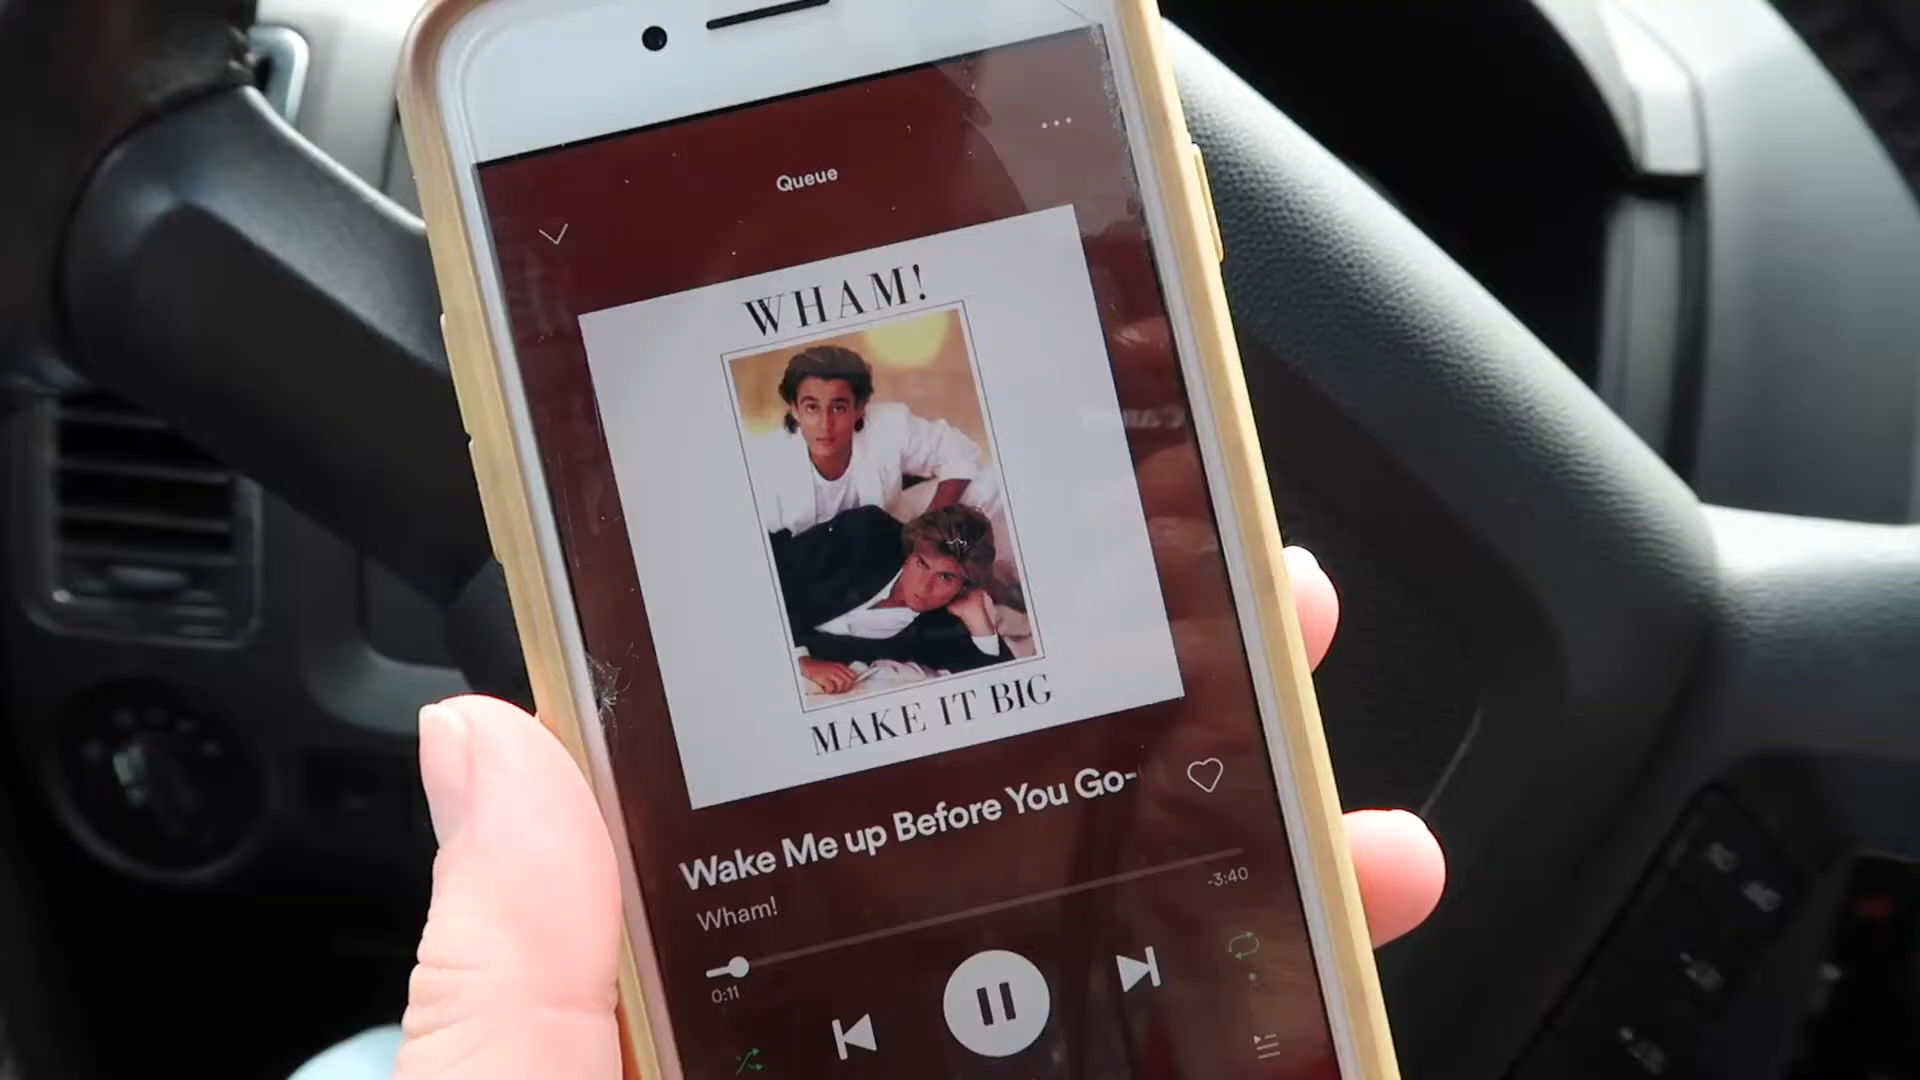 Queue
WHAM!
MAKE IT BIG
Wake Me up Before You Go-
Wham!
-3:40
0:11